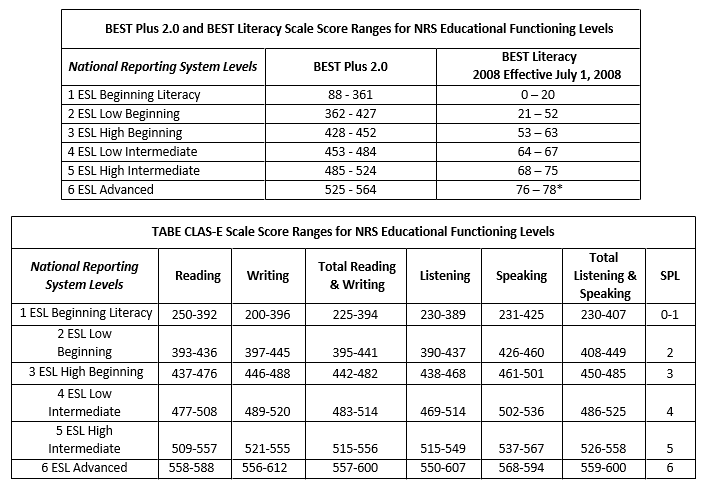 BEST Plus 2.0 and BEST Literacy Scale Score Ranges for NRS Educational Functioning Levels
National Reporting System Levels BEST Plus 2.0 BEST Literacy
2008 Effective July 1, 2008
1 ESL Beginning Literacy 88 - 361 0 – 20
2 ESL Low Beginning 362 - 427 21 – 52
3 ESL High Beginning 428 - 452 53 – 63
4 ESL Low Intermediate 453 - 484 64 – 67
5 ESL High Intermediate 485 - 524 68 – 75
6 ESL Advanced 525 - 564 76 – 78*
TABE CLAS-E Scale Score Ranges for NRS Educational Functioning Levels
National Reporting
System Levels Reading Writing Total Reading
& Writing Listening Speaking Total
Listening &
Speaking SPL
1 ESL Beginning Literacy 250-392 200-396 225-394 230-389 231-425 230-407 0-1
2 ESL Low
Beginning 393-436 397-445 395-441 390-437 426-460 408-449 2
3 ESL High Beginning 437-476 446-488 442-482 438-468 461-501 450-485 3
4 ESL Low
Intermediate 477-508 489-520 483-514 469-514 502-536 486-525 4
5 ESL High
Intermediate 509-557 521-555 515-556 515-549 537-567 526-558 5
6 ESL Advanced 558-588 556-612 557-600 550-607 568-594 559-600 6